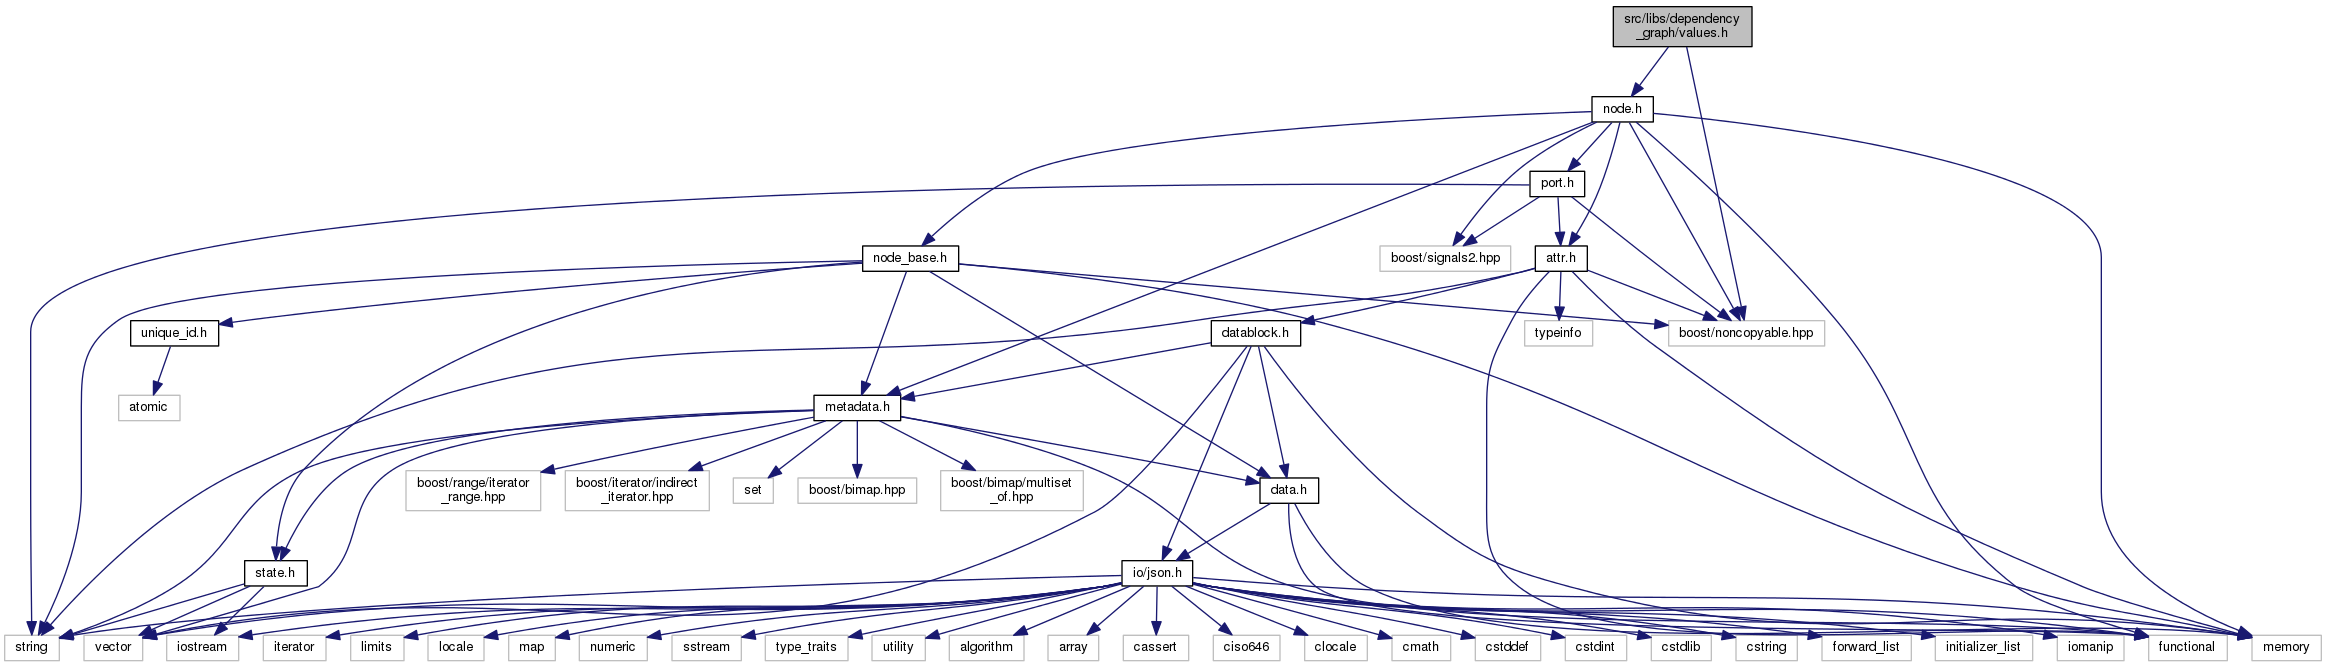 src/libs/dependency
_graph/values.h
node.h
port.h
node_base.h
boost/signals2.hpp
attr.h
unique_id.h
datablock.h
typeinfo
boost/noncopyable.hpp
atomic
metadata.h
boost/range/iterator
_range.hpp
boost/iterator/indirect
_iterator.hpp
set
boost/bimap.hpp
boost/bimap/multiset
_of.hpp
data.h
state.h
io/json.h
string
vector
iostream
iterator
limits
locale
map
numeric
sstream
type_traits
utility
algorithm
array
cassert
ciso646
clocale
cmath
cstddef
cstdint
cstdlib
cstring
forward_list
initializer_list
iomanip
functional
memory